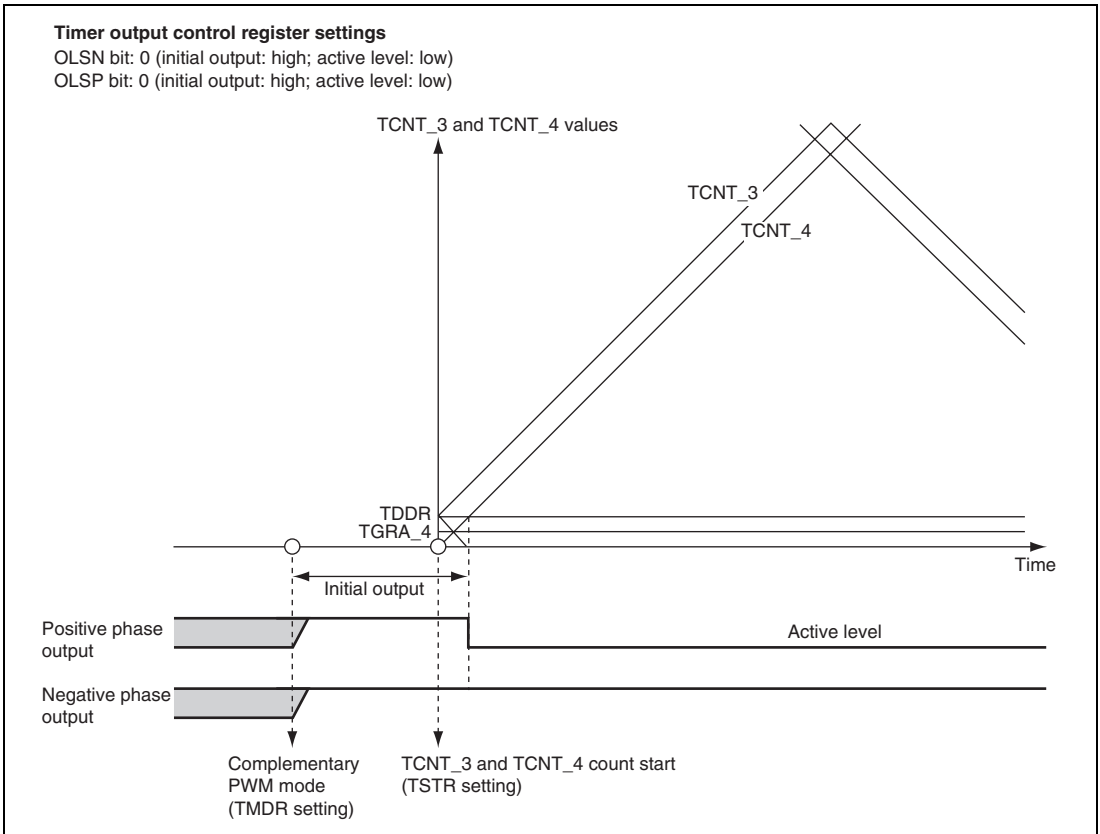 Timer output control register settings
OLSN bit: 0 (initial output: high; active level: low)
OLSP bit: 0 (initial output: high; active level: low)
TCNT_3 and TCNT_4 values
TCNT_3
TCNT_4
TDDR
TGRA_4
Time
Initial output
Positive phase
output
Active level
Negative phase
output
Complementary
PWM mode
(TMDR setting)
TCNT_3 and TCNT_4 count start
(TSTR setting)